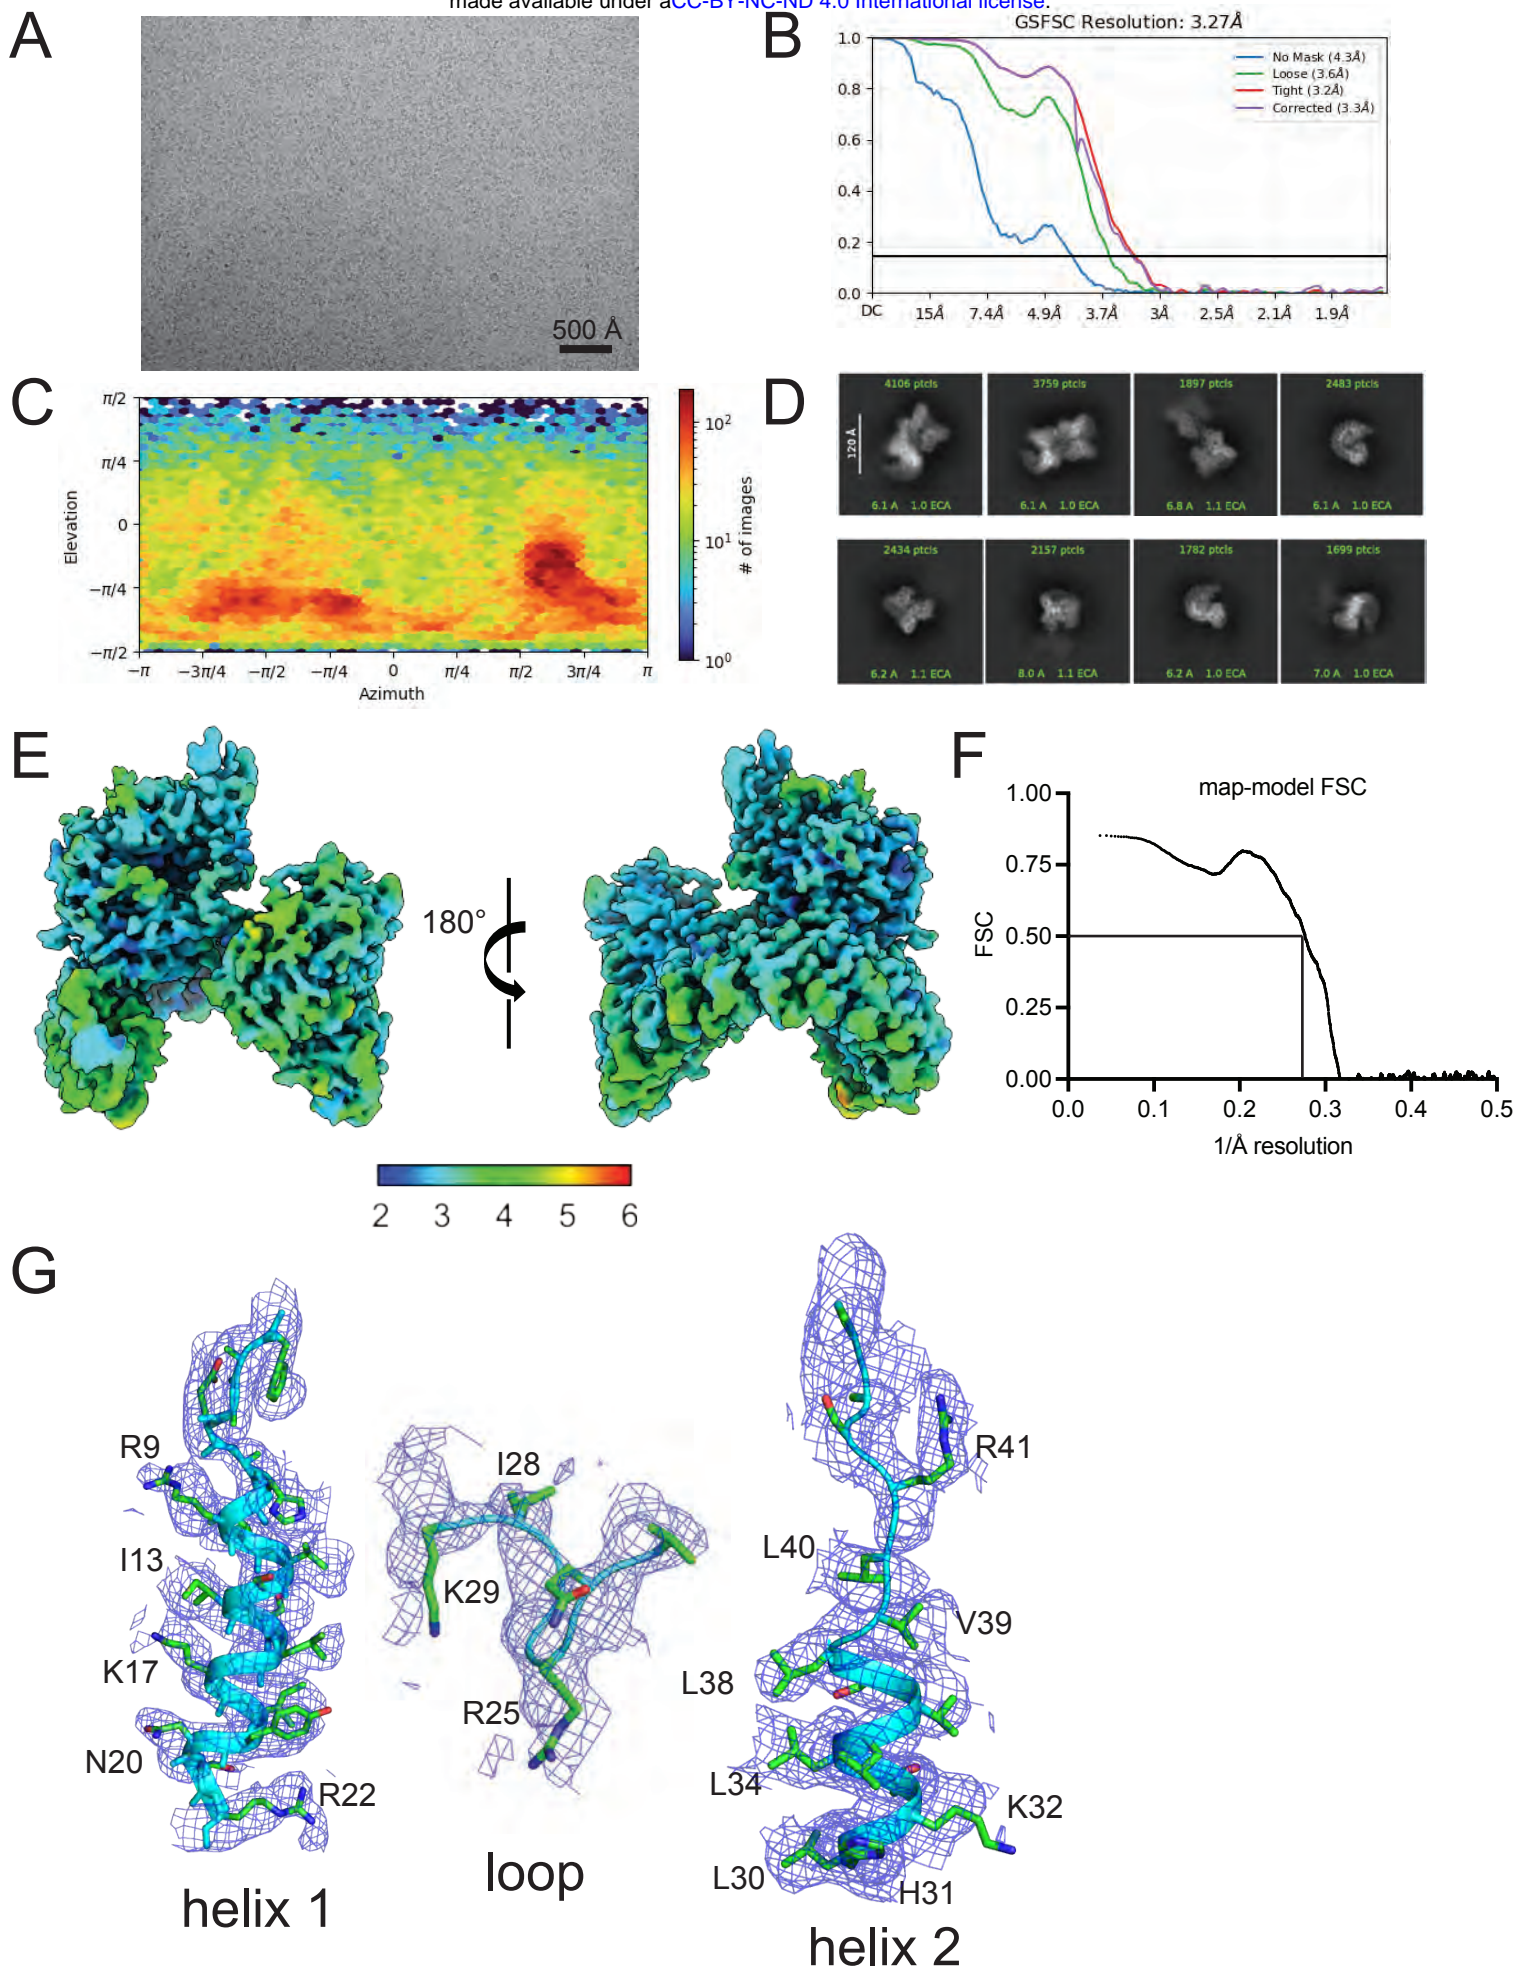 made available under aCC-BY-NC-ND 4.0 International license.
A
500 Å
B
GSFSC Resolution: 3.27Å
No Mask (4.3Å)
Loose (3.6Å)
Tight (3.2Å)
Corrected (3.3Å)
1.0
0.8
0.6
0.4
0.2
0.0
DC 15Å 7.4Å 4.9Å 3.7Å 3Å 2.5Å 2.1Å 1.9Å
C
π/2
π/4
0
−π/4
−π/2
Elevation
−π −3π/4 −π/2 −π/4 0 π/4 π/2 3π/4 π
Azimuth
10²
10¹
10⁰
# of images
D
120 Å
4106 ptcls 3759 ptcls 1897 ptcls 2483 ptcls
6.1 A 1.0 ECA 6.1 A 1.0 ECA 6.8 A 1.1 ECA 6.1 A 1.0 ECA
2434 ptcls 2157 ptcls 1782 ptcls 1699 ptcls
6.2 A 1.1 ECA 8.0 A 1.1 ECA 6.2 A 1.0 ECA 7.0 A 1.0 ECA
E
180°
2 3 4 5 6
F
map-model FSC
1.00
0.75
0.50
0.25
0.00
FSC
0.0 0.1 0.2 0.3 0.4 0.5
1/Å resolution
G
R9
I13
K17
N20
R22
helix 1
I28
K29
R25
loop
R41
L40
V39
L38
L34
K32
L30
H31
helix 2